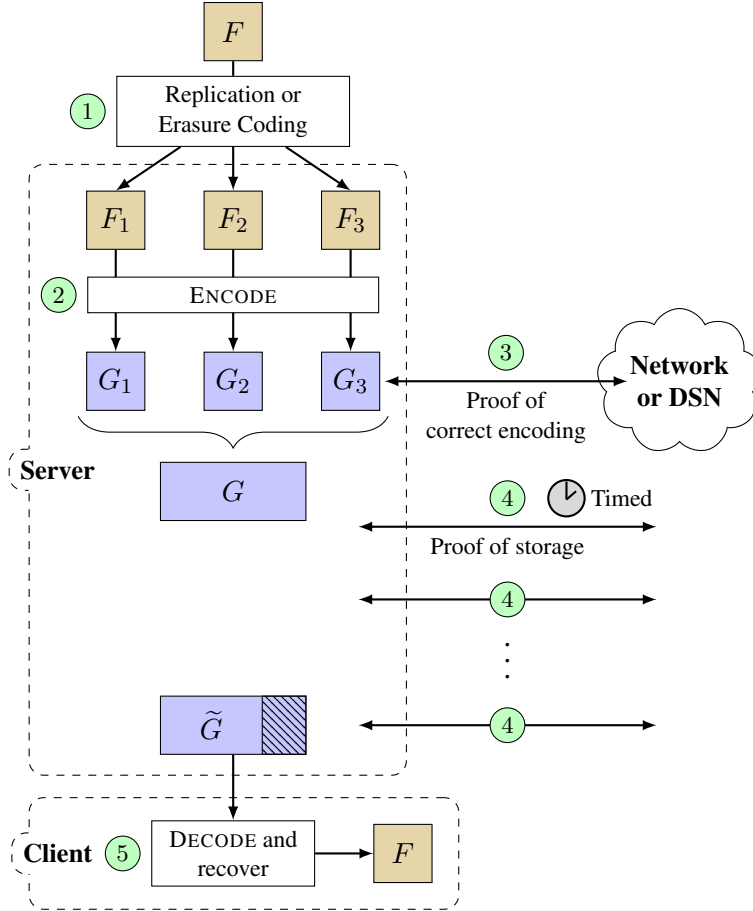 F
1
Replication or
Erasure Coding
F₁ F₂ F₃
2
ENCODE
G₁ G₂ G₃
3
Network
or DSN
Proof of
correct encoding
Server
G
4 Timed
Proof of storage
4
⋮
G̃
4
Client
5
DECODE and
recover
F